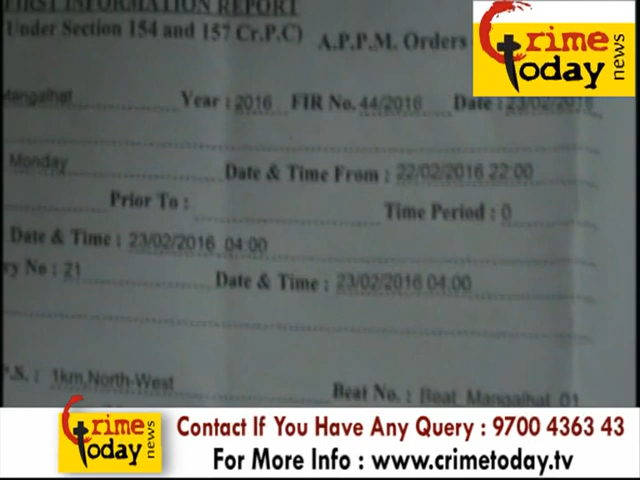 FIRST INFORMATION REPORT
(Under Section 154 and 157 Cr.P.C) A.P.P.M. Orders
Crime Today news
Mangalhat Year : 2016 FIR No. 44/2016 Date : 23/02/2016
Monday Date & Time From : 22/02/2016 22:00
Prior To : Time Period : 0
Date & Time : 23/02/2016 04:00
ry No : 21 Date & Time : 23/02/2016 04:00
P.S. : 1km,North-West Beat No. : Beat Mangalhat 01
Crime Today news
Contact If You Have Any Query : 9700 4363 43
For More Info : www.crimetoday.tv